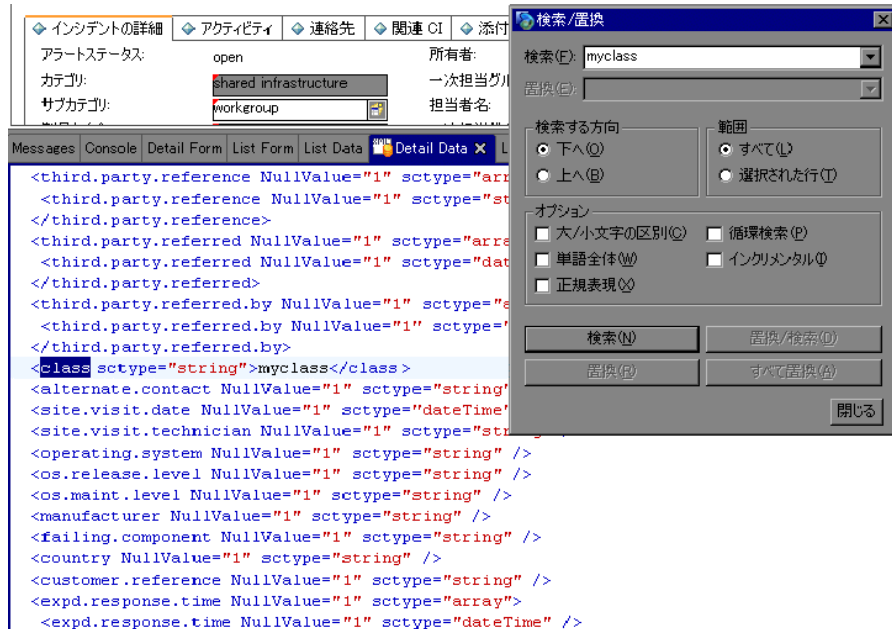 インシデントの詳細
アクティビティ
連絡先
関連 CI
添付
アラートステータス:
open
所有者:
カテゴリ:
shared infrastructure
一次担当グル
サブカテゴリ:
workgroup
担当者名:
Messages
Console
Detail Form
List Form
List Data
Detail Data
L
<third.party.reference NullValue="1" sctype="arr
<third.party.reference NullValue="1" sctype="st
</third.party.reference>
<third.party.referred NullValue="1" sctype="arra
<third.party.referred NullValue="1" sctype="dat
</third.party.referred>
<third.party.referred.by NullValue="1" sctype="a
<third.party.referred.by NullValue="1" sctype="
</third.party.referred.by>
<class sctype="string">myclass</class>
<alternate.contact NullValue="1" sctype="string"
<site.visit.date NullValue="1" sctype="dateTime"
<site.visit.technician NullValue="1" sctype="str
<operating.system NullValue="1" sctype="string" />
<os.release.level NullValue="1" sctype="string" />
<os.maint.level NullValue="1" sctype="string" />
<manufacturer NullValue="1" sctype="string" />
<failing.component NullValue="1" sctype="string" />
<country NullValue="1" sctype="string" />
<customer.reference NullValue="1" sctype="string" />
<expd.response.time NullValue="1" sctype="array">
<expd.response.time NullValue="1" sctype="dateTime" />
検索/置換
検索(F):
myclass
置換(E):
検索する方向
下へ(O)
上へ(B)
範囲
すべて(L)
選択された行(T)
オプション
大/小文字の区別(C)
循環検索(P)
単語全体(W)
インクリメンタル(I)
正規表現(X)
検索(N)
置換/検索(D)
置換(R)
すべて置換(A)
閉じる